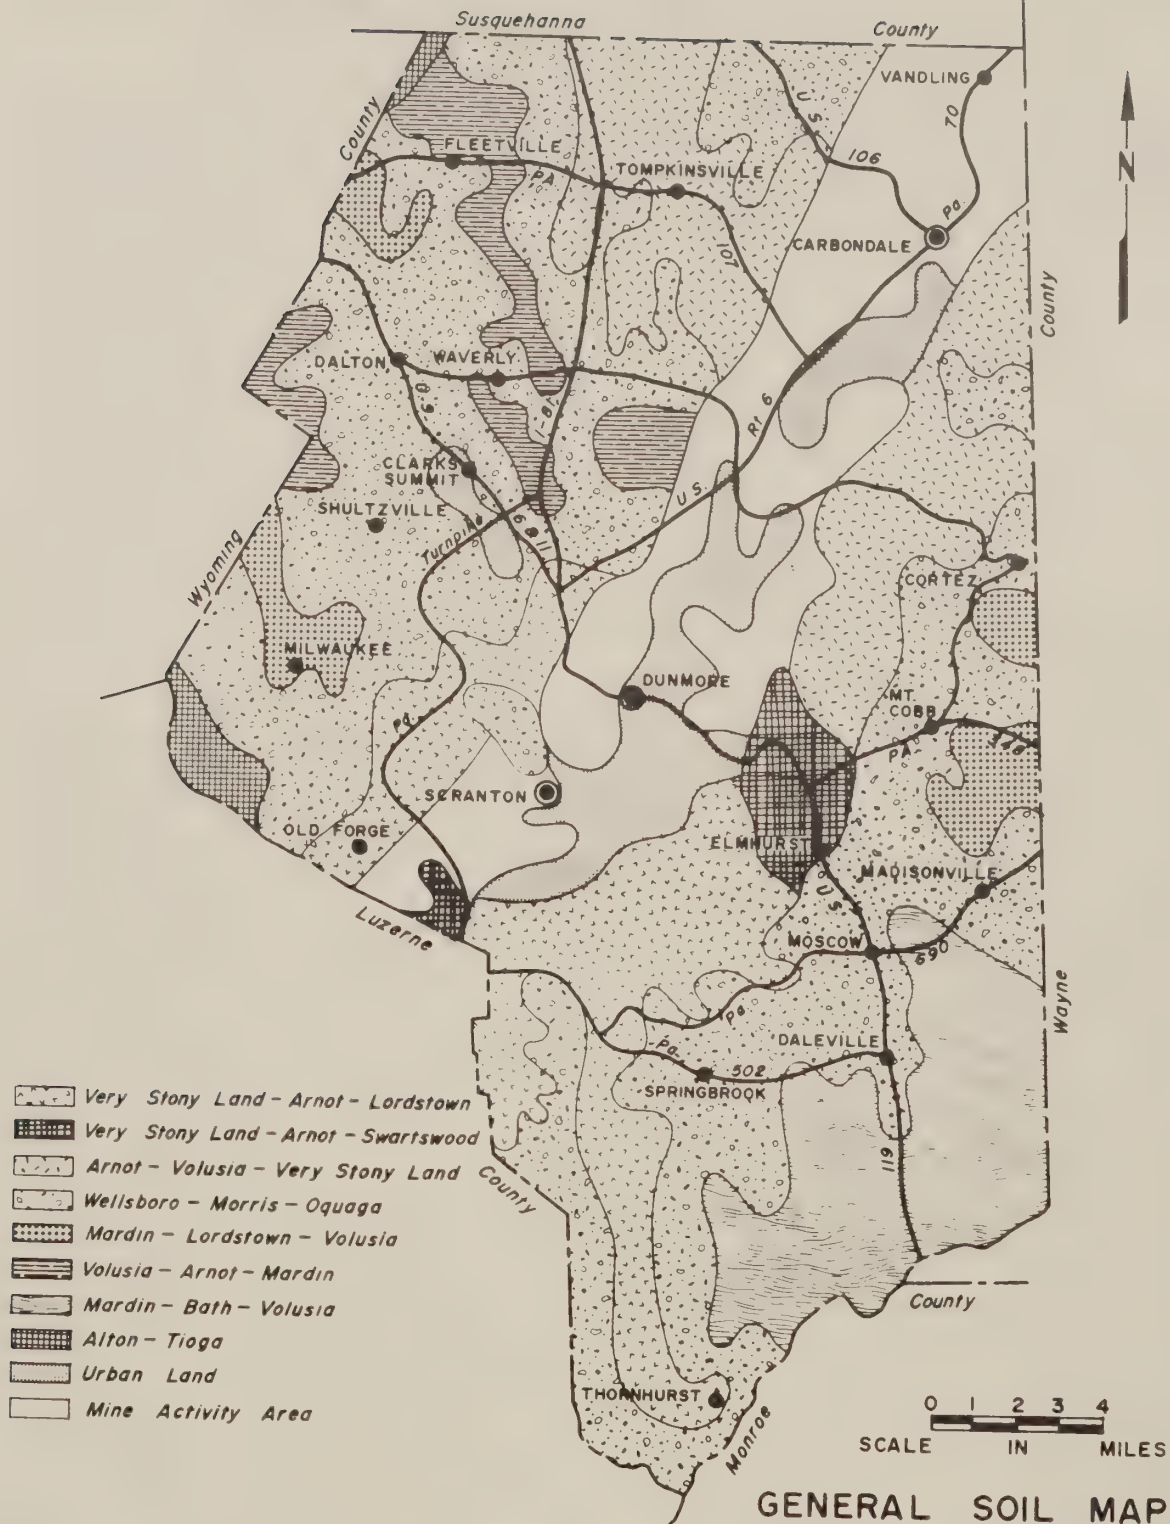 Susquehanna
County
VANDLING
70
County
U S.
106
FLEETVILLE
PA
TOMPKINSVILLE
N
Pa.
CARBONDALE
107
County
DALTON
WAVERLY
I-81
Rt 6
CLARKS
SUMMIT
U S.
SHULTZVILLE
Turnpike
6 & 11
Wyoming
CORTEZ
MILWAUKEE
DUNMORE
MT.
COBB
Pa.
PA
SCRANTON
OLD FORGE
ELMHURST
MADISONVILLE
U S.
Luzerne
MOSCOW
690
Wayne
Pa
DALEVILLE
Pa.
502
SPRINGBROOK
119
County
Very Stony Land - Arnot - Lordstown
Very Stony Land - Arnot - Swartswood
Arnot - Volusia - Very Stony Land
Wellsboro - Morris - Oquaga
Mardin - Lordstown - Volusia
Volusia - Arnot - Mardin
Mardin - Bath - Volusia
Alton - Tioga
Urban Land
Mine Activity Area
County
THORNHURST
Monroe
0 1 2 3 4
SCALE IN MILES
GENERAL SOIL MAP